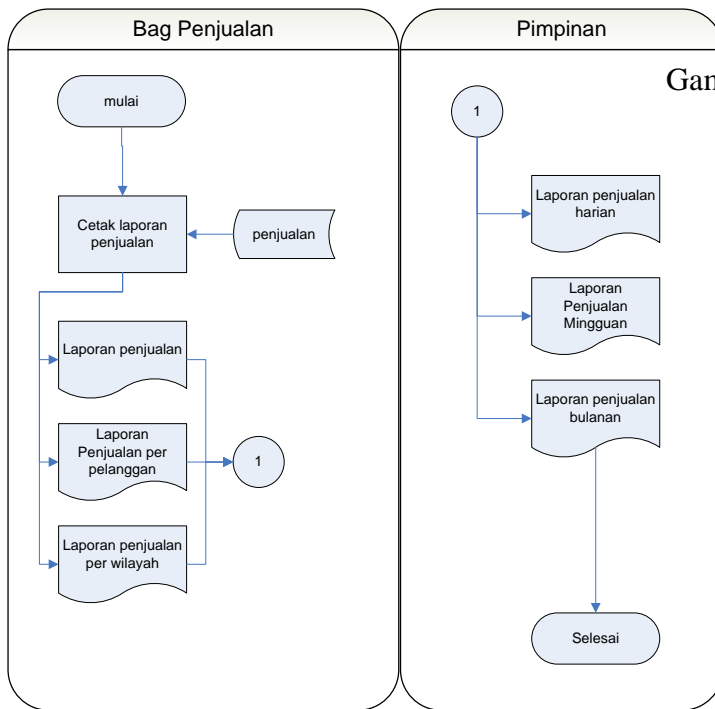 Bag Penjualan
mulai
Cetak laporan
penjualan
penjualan
Laporan penjualan
Laporan
Penjualan per
pelanggan
1
Laporan penjualan
per wilayah
Pimpinan
Gan
1
Laporan penjualan
harian
Laporan
Penjualan
Mingguan
Laporan penjualan
bulanan
Selesai